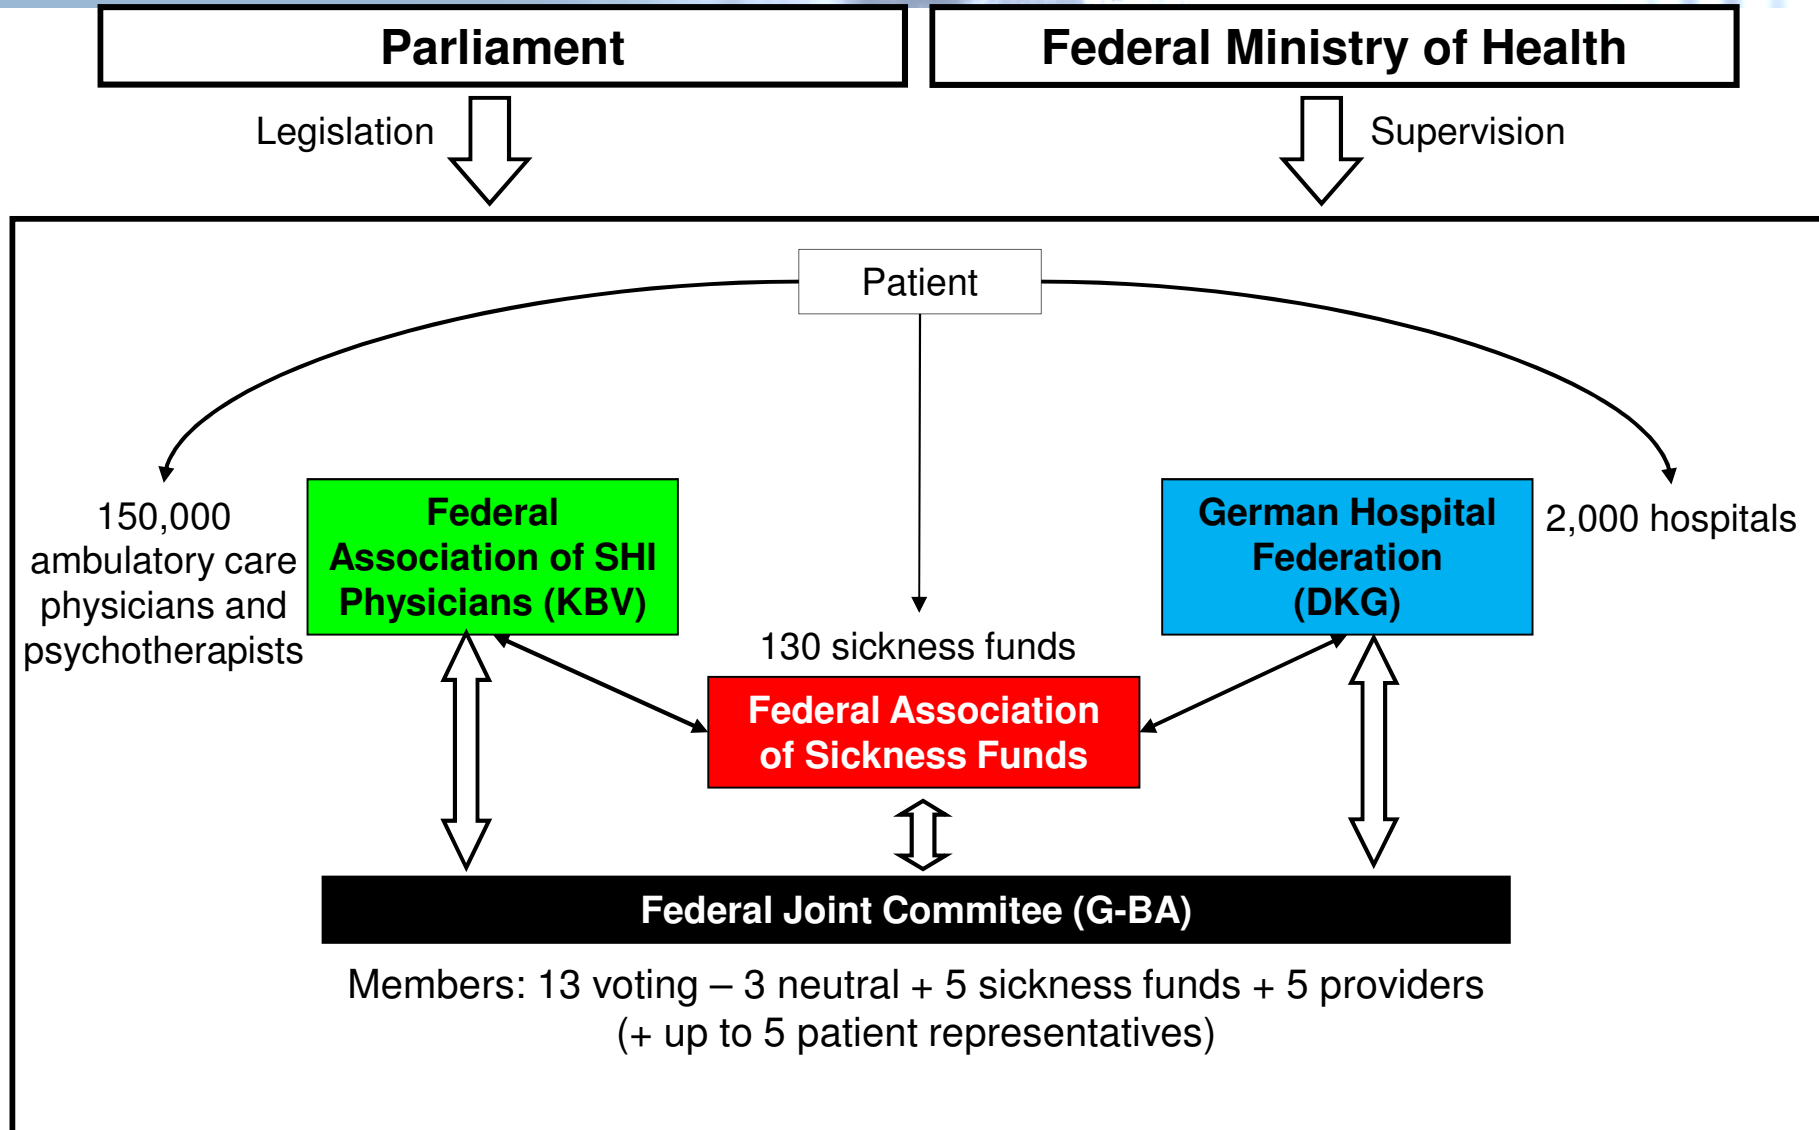 Parliament
Federal Ministry of Health
Legislation
Supervision
Patient
150,000
ambulatory care
physicians and
psychotherapists
Federal
Association of SHI
Physicians (KBV)
German Hospital
Federation
(DKG)
2,000 hospitals
130 sickness funds
Federal Association
of Sickness Funds
Federal Joint Commitee (G-BA)
Members: 13 voting – 3 neutral + 5 sickness funds + 5 providers
(+ up to 5 patient representatives)